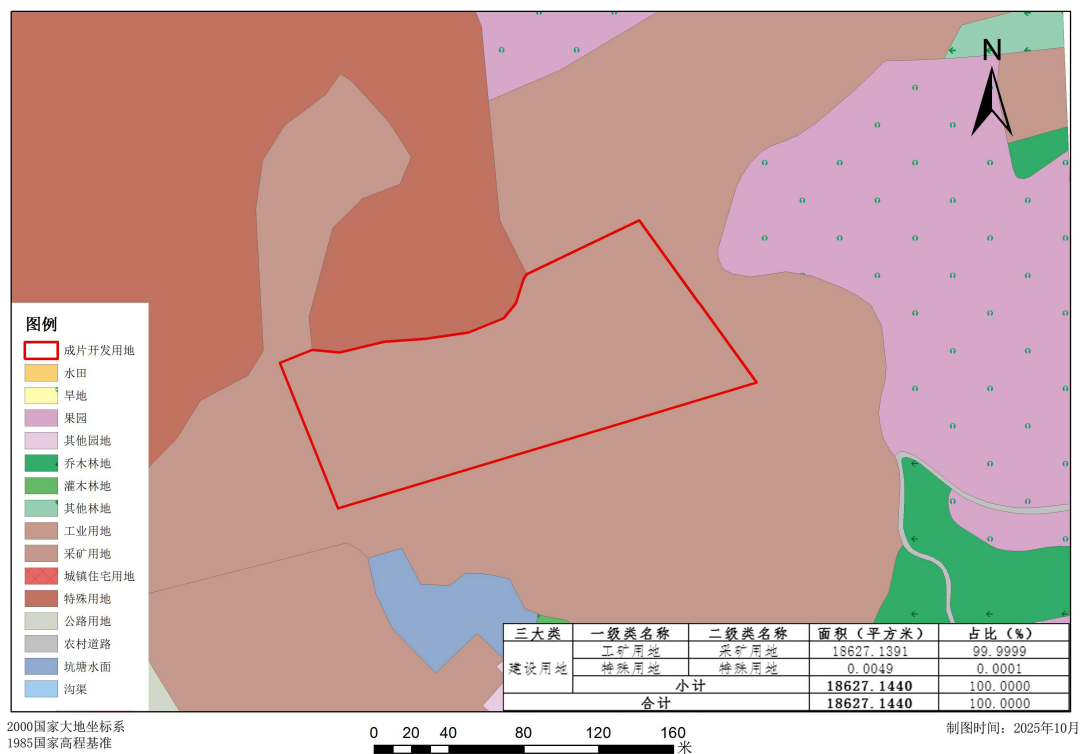 N
图例
成片开发用地
水田
旱地
果园
其他园地
乔木林地
灌木林地
其他林地
工业用地
采矿用地
城镇住宅用地
特殊用地
公路用地
农村道路
坑塘水面
沟渠
三大类 一级类名称 二级类名称 面积（平方米） 占比（%）
建设用地 工矿用地 采矿用地 18627.1391 99.9999
特殊用地 特殊用地 0.0049 0.0001
小计 18627.1440 100.0000
合计 18627.1440 100.0000
2000国家大地坐标系
1985国家高程基准
0 20 40 80 120 160 米
制图时间：2025年10月